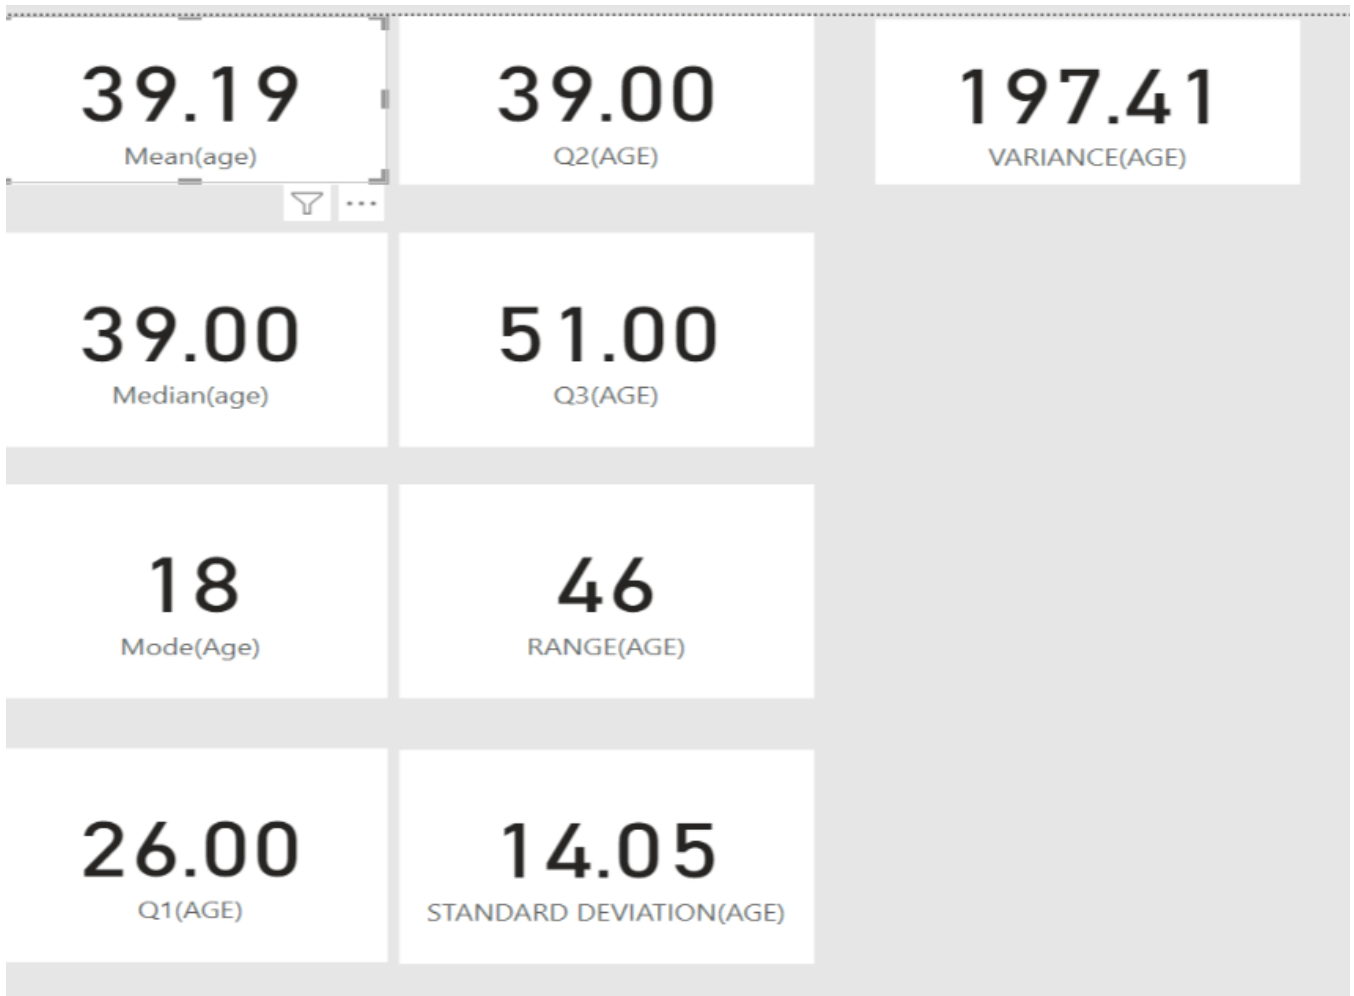 39.19
Mean(age)
39.00
Q2(AGE)
197.41
VARIANCE(AGE)
39.00
Median(age)
51.00
Q3(AGE)
18
Mode(Age)
46
RANGE(AGE)
26.00
Q1(AGE)
14.05
STANDARD DEVIATION(AGE)